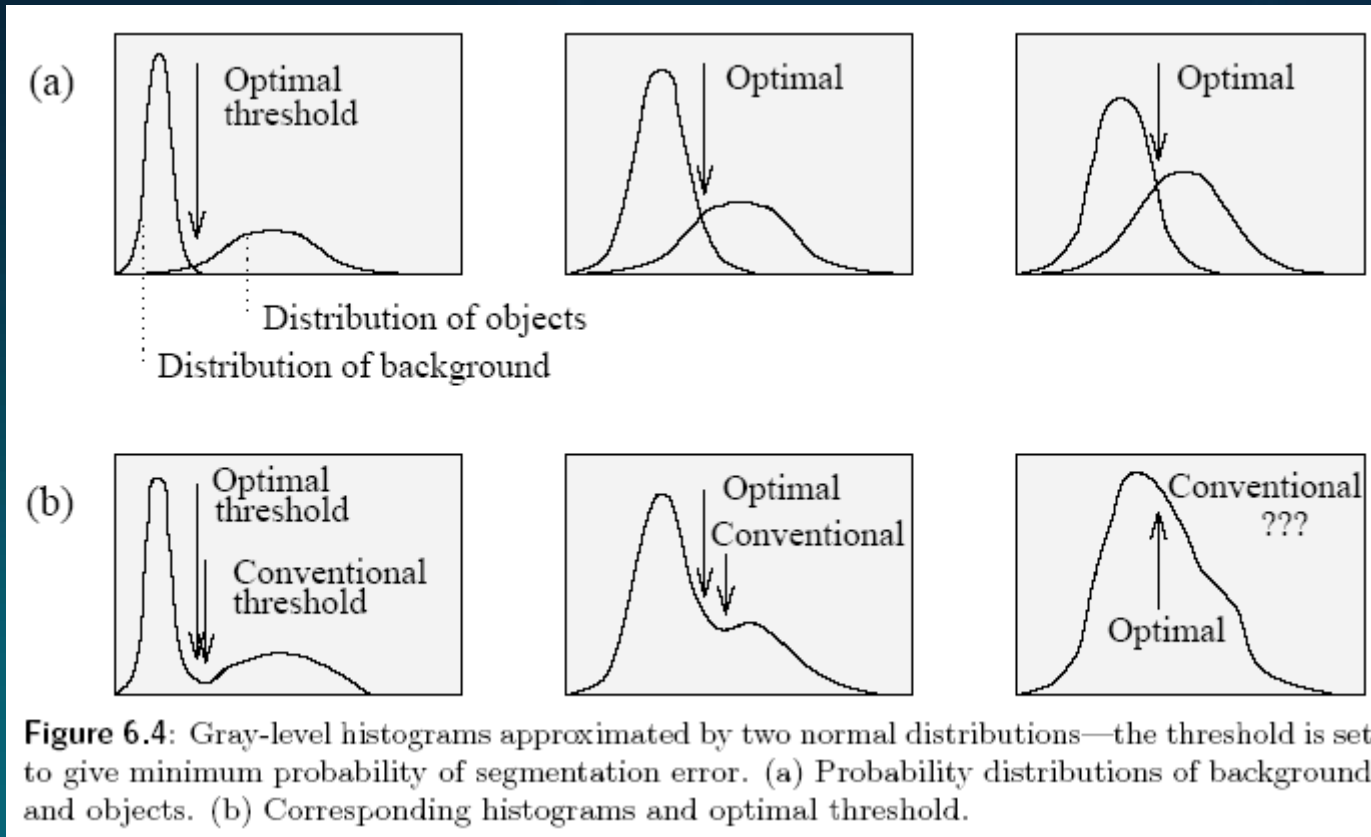 (a)
Optimal
threshold
Optimal
Optimal
Distribution of objects
Distribution of background
(b)
Optimal
threshold
Conventional
threshold
Optimal
Conventional
Conventional
???
Optimal
Figure 6.4: Gray-level histograms approximated by two normal distributions—the threshold is set
to give minimum probability of segmentation error. (a) Probability distributions of background
and objects. (b) Corresponding histograms and optimal threshold.